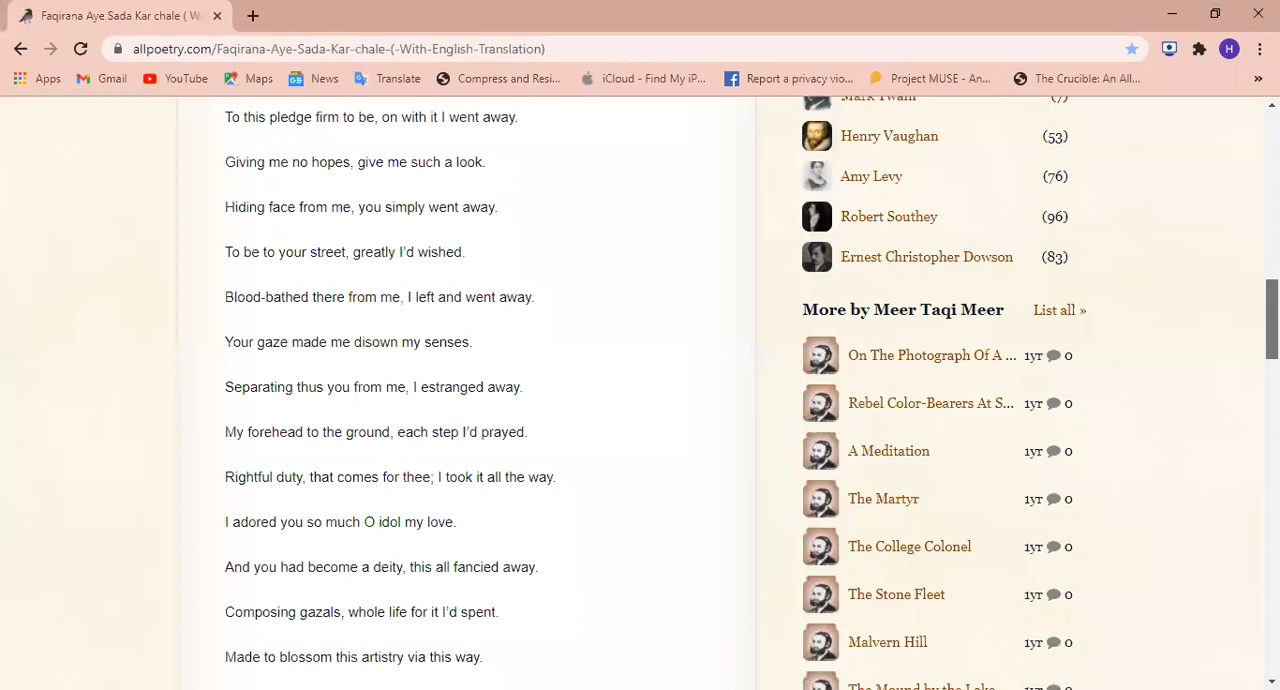 Faqirana Aye Sada Kar chale ( W
allpoetry.com/Faqirana-Aye-Sada-Kar-chale-(-With-English-Translation)
H
Apps
Gmail
YouTube
Maps
News
Translate
Compress and Resi...
iCloud - Find My iP...
Report a privacy vio...
Project MUSE - An...
The Crucible: An All...
»
To this pledge firm to be, on with it I went away.
Giving me no hopes, give me such a look.
Hiding face from me, you simply went away.
To be to your street, greatly I'd wished.
Blood-bathed there from me, I left and went away.
Your gaze made me disown my senses.
Separating thus you from me, I estranged away.
My forehead to the ground, each step I'd prayed.
Rightful duty, that comes for thee; I took it all the way.
I adored you so much O idol my love.
And you had become a deity, this all fancied away.
Composing gazals, whole life for it I'd spent.
Made to blossom this artistry via this way.
Mark Twain (7)
Henry Vaughan (53)
Amy Levy (76)
Robert Southey (96)
Ernest Christopher Dowson (83)
More by Meer Taqi Meer List all »
On The Photograph Of A ... 1yr 0
Rebel Color-Bearers At S... 1yr 0
A Meditation 1yr 0
The Martyr 1yr 0
The College Colonel 1yr 0
The Stone Fleet 1yr 0
Malvern Hill 1yr 0
The Mound by the Lake 1yr 0